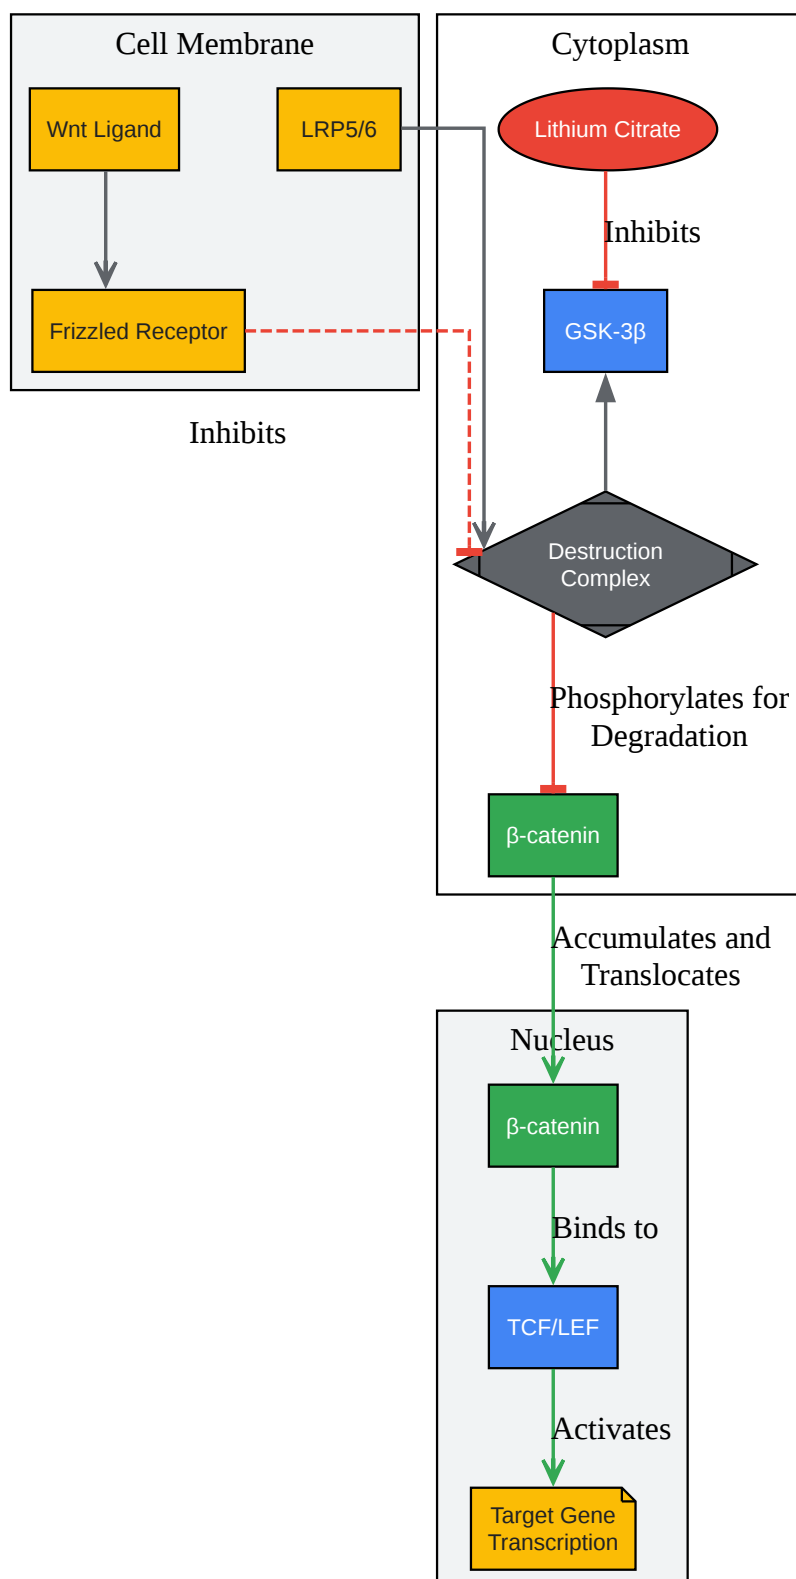 Cell Membrane
Cytoplasm
Wnt Ligand
LRP5/6
Lithium Citrate
Inhibits
Frizzled Receptor
GSK-3β
Inhibits
Destruction
Complex
Phosphorylates for
Degradation
β-catenin
Accumulates and
Translocates
Nucleus
β-catenin
Binds to
TCF/LEF
Activates
Target Gene
Transcription